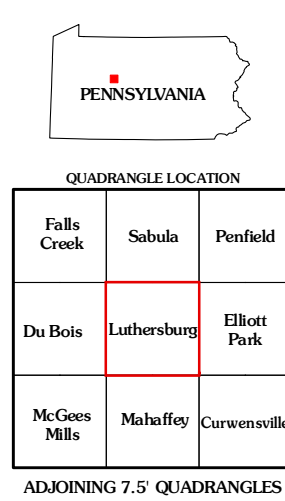 PENNSYLVANIA
QUADRANGLE LOCATION
Falls
Creek
Sabula
Penfield
Du Bois
Luthersburg
Elliott
Park
McGees
Mills
Mahaffey
Curwensville
ADJOINING 7.5' QUADRANGLES